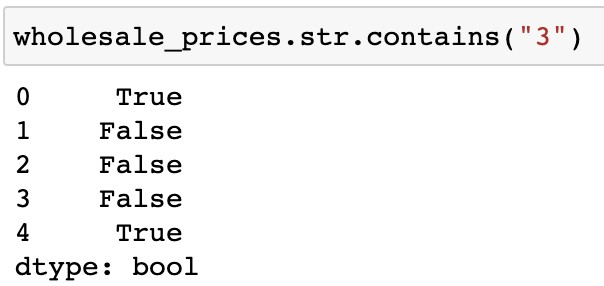 wholesale_prices.str.contains("3")
0      True
1     False
2     False
3     False
4      True
dtype: bool